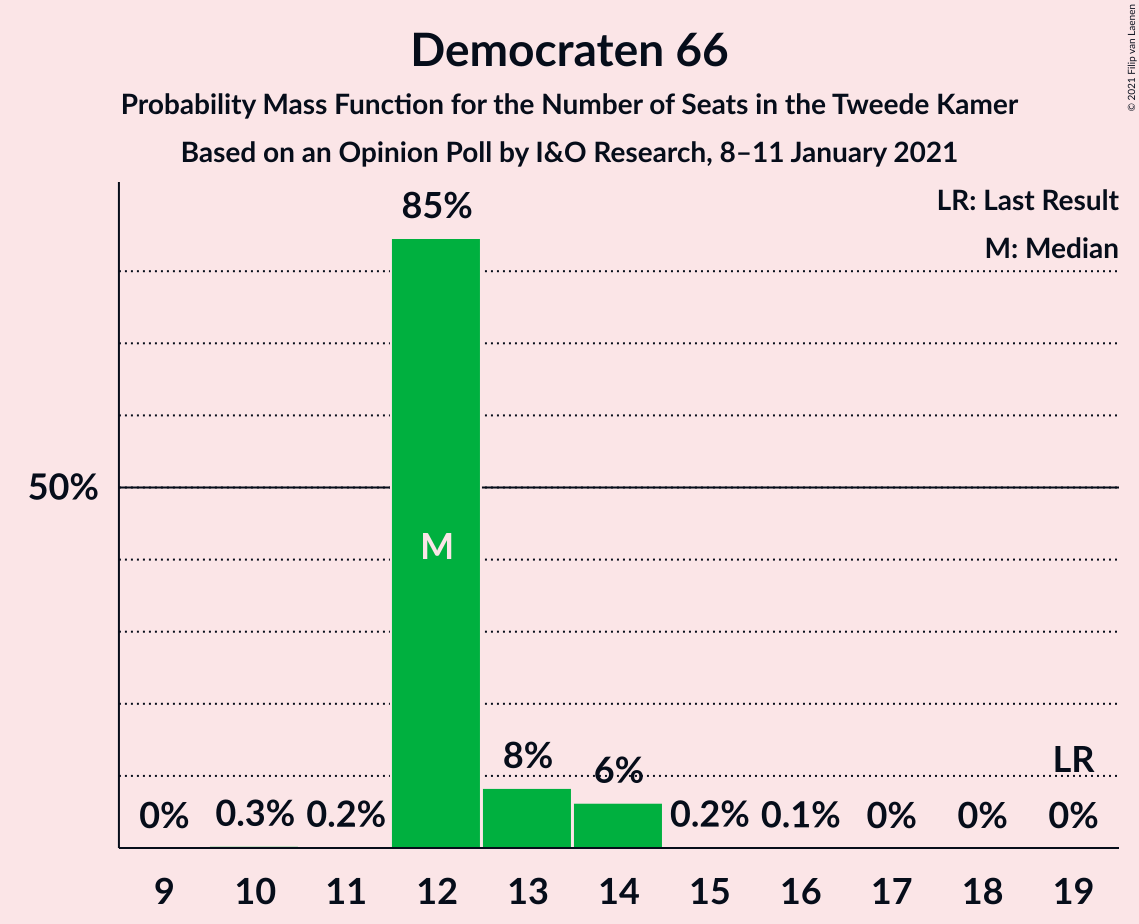 Democraten 66
Probability Mass Function for the Number of Seats in the Tweede Kamer
Based on an Opinion Poll by I&O Research, 8–11 January 2021
© 2021 Filip van Laenen
LR: Last Result
M: Median
50%
0% 0.3% 0.2% 85% 8% 6% 0.2% 0.1% 0% 0% 0%
M
LR
9 10 11 12 13 14 15 16 17 18 19